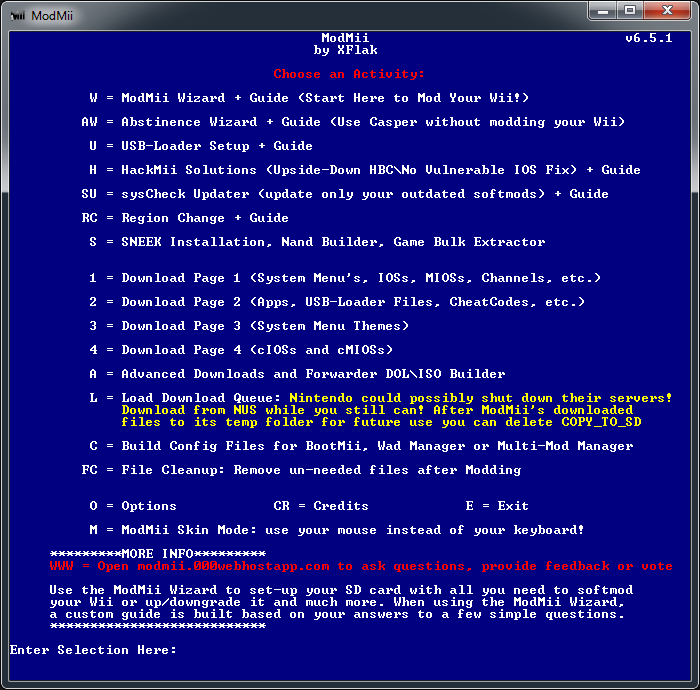 ModMii
ModMii v6.5.1
by XFlak
Choose an Activity:
W = ModMii Wizard + Guide (Start Here to Mod Your Wii!)
AW = Abstinence Wizard + Guide (Use Casper without modding your Wii)
U = USB-Loader Setup + Guide
H = HackMii Solutions (Upside-Down HBC\No Vulnerable IOS Fix) + Guide
SU = sysCheck Updater (update only your outdated softmods) + Guide
RC = Region Change + Guide
S = SNEEK Installation, Nand Builder, Game Bulk Extractor
1 = Download Page 1 (System Menu's, IOSs, MIOSs, Channels, etc.)
2 = Download Page 2 (Apps, USB-Loader Files, CheatCodes, etc.)
3 = Download Page 3 (System Menu Themes)
4 = Download Page 4 (cIOSs and cMIOSs)
A = Advanced Downloads and Forwarder DOL\ISO Builder
L = Load Download Queue: Nintendo could possibly shut down their servers!
Download from NUS while you still can! After ModMii's downloaded
files to its temp folder for future use you can delete COPY_TO_SD
C = Build Config Files for BootMii, Wad Manager or Multi-Mod Manager
FC = File Cleanup: Remove un-needed files after Modding
O = Options CR = Credits E = Exit
M = ModMii Skin Mode: use your mouse instead of your keyboard!
*********MORE INFO*********
WWW = Open modmii.000webhostapp.com to ask questions, provide feedback or vote
Use the ModMii Wizard to set-up your SD card with all you need to softmod
your Wii or up/downgrade it and much more. When using the ModMii Wizard,
a custom guide is built based on your answers to a few simple questions.
***************************
Enter Selection Here: